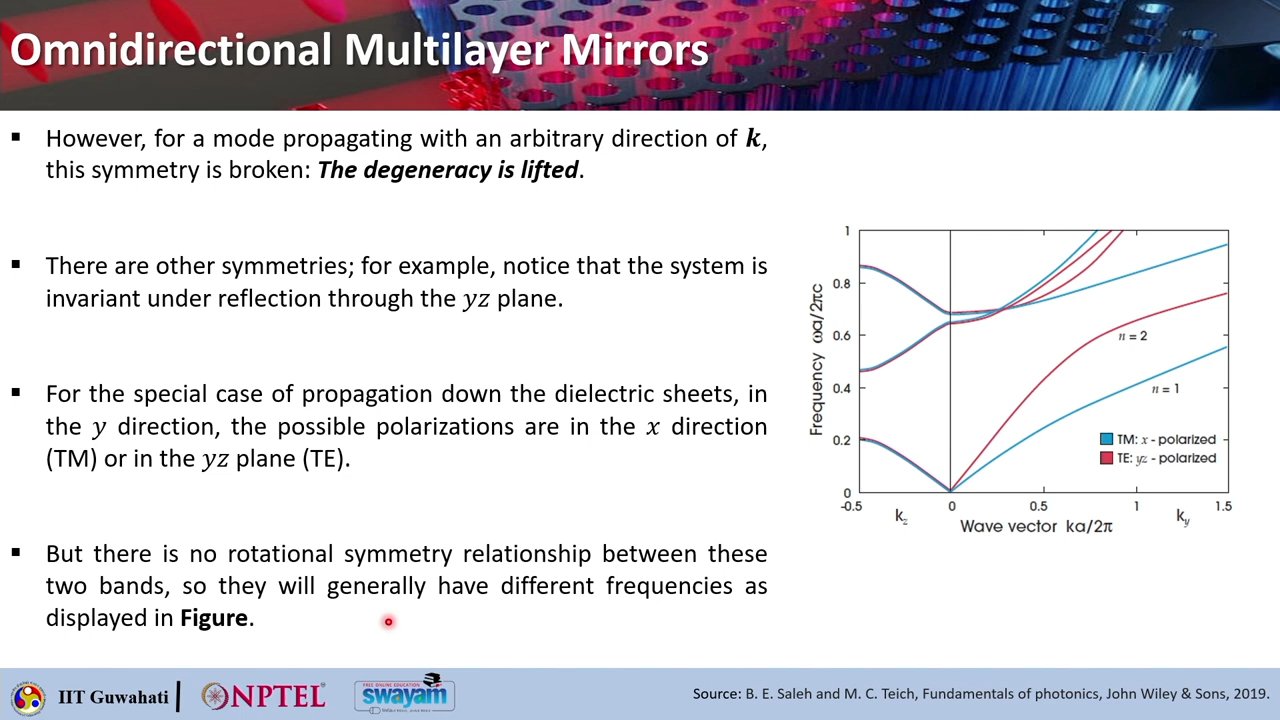 Omnidirectional Multilayer Mirrors
▪ However, for a mode propagating with an arbitrary direction of k,
this symmetry is broken: The degeneracy is lifted.
▪ There are other symmetries; for example, notice that the system is
invariant under reflection through the yz plane.
▪ For the special case of propagation down the dielectric sheets, in
the y direction, the possible polarizations are in the x direction
(TM) or in the yz plane (TE).
▪ But there is no rotational symmetry relationship between these
two bands, so they will generally have different frequencies as
displayed in Figure.
Frequency ωa/2πc
1
0.8
0.6
0.4
0.2
0
n = 2
n = 1
TM: x - polarized
TE: yz - polarized
-0.5 0 0.5 1 1.5
k_z k_y
Wave vector ka/2π
IIT Guwahati
NPTEL
FREE ONLINE EDUCATION
swayam
Source: B. E. Saleh and M. C. Teich, Fundamentals of photonics, John Wiley & Sons, 2019.